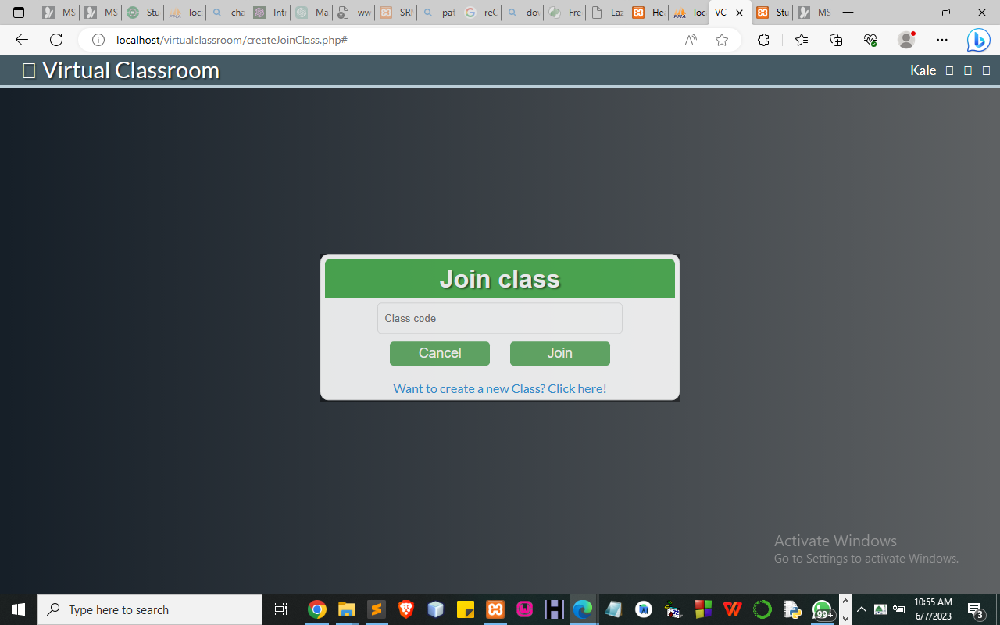 MS
MS
Stu
loc
cha
Intr
Ma
ww
SRM
pat
reC
dov
Fre
Laz
He
loc
VC
Stu
MS
localhost/virtualclassroom/createJoinClass.php#
Virtual Classroom
Kale
Join class
Class code
Cancel
Join
Want to create a new Class? Click here!
Activate Windows
Go to Settings to activate Windows.
Type here to search
99+
10:55 AM
6/7/2023
3